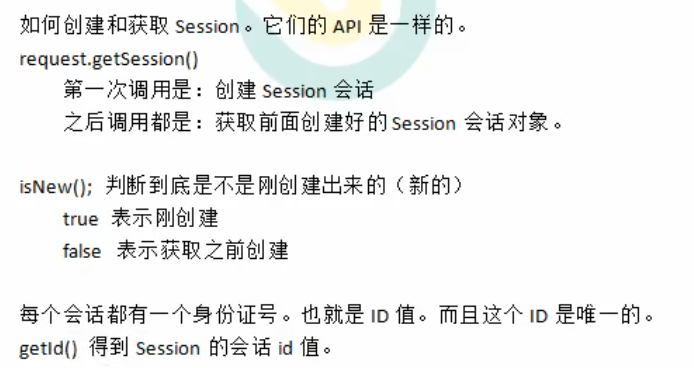 如何创建和获取 Session。它们的 API 是一样的。
request.getSession()
第一次调用是：创建 Session 会话
之后调用都是：获取前面创建好的 Session 会话对象。
isNew(); 判断到底是不是刚创建出来的（新的）
true 表示刚创建
false 表示获取之前创建
每个会话都有一个身份证号。也就是 ID 值。而且这个 ID 是唯一的。
getId() 得到 Session 的会话 id 值。